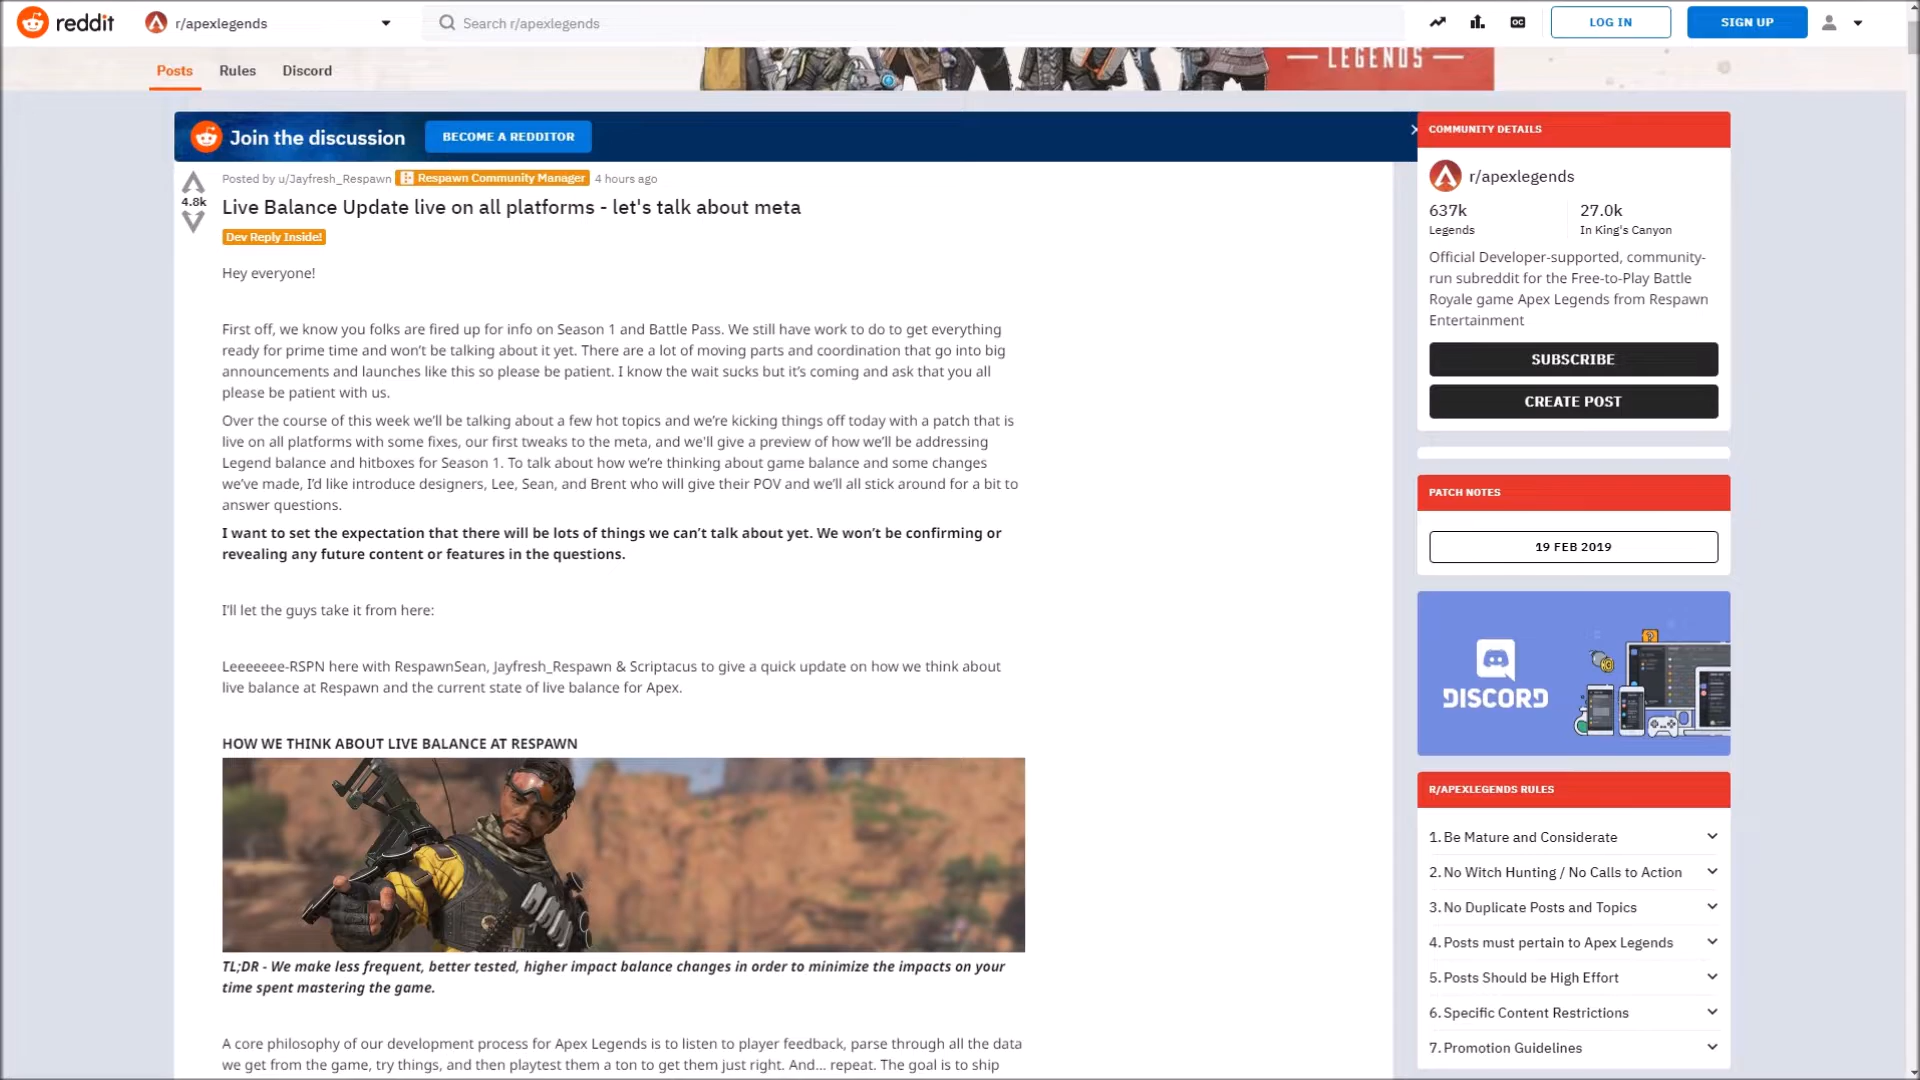 reddit
r/apexlegends
Search r/apexlegends
LOG IN
SIGN UP
Posts
Rules
Discord
LEGENDS
Join the discussion
BECOME A REDDITOR
4.8k
Posted by u/Jayfresh_Respawn Respawn Community Manager 4 hours ago
Live Balance Update live on all platforms - let's talk about meta
Dev Reply Inside!
Hey everyone!
First off, we know you folks are fired up for info on Season 1 and Battle Pass. We still have work to do to get everything
ready for prime time and won’t be talking about it yet. There are a lot of moving parts and coordination that go into big
announcements and launches like this so please be patient. I know the wait sucks but it’s coming and ask that you all
please be patient with us.
Over the course of this week we’ll be talking about a few hot topics and we’re kicking things off today with a patch that is
live on all platforms with some fixes, our first tweaks to the meta, and we'll give a preview of how we’ll be addressing
Legend balance and hitboxes for Season 1. To talk about how we’re thinking about game balance and some changes
we’ve made, I’d like introduce designers, Lee, Sean, and Brent who will give their POV and we’ll all stick around for a bit to
answer questions.
I want to set the expectation that there will be lots of things we can’t talk about yet. We won’t be confirming or
revealing any future content or features in the questions.
I’ll let the guys take it from here:
Leeeeeee-RSPN here with RespawnSean, Jayfresh_Respawn & Scriptacus to give a quick update on how we think about
live balance at Respawn and the current state of live balance for Apex.
HOW WE THINK ABOUT LIVE BALANCE AT RESPAWN
TL;DR - We make less frequent, better tested, higher impact balance changes in order to minimize the impacts on your
time spent mastering the game.
A core philosophy of our development process for Apex Legends is to listen to player feedback, parse through all the data
we get from the game, try things, and then playtest them a ton to get them just right. And... repeat. The goal is to ship
COMMUNITY DETAILS
r/apexlegends
637k
Legends
27.0k
In King's Canyon
Official Developer-supported, community-
run subreddit for the Free-to-Play Battle
Royale game Apex Legends from Respawn
Entertainment
SUBSCRIBE
CREATE POST
PATCH NOTES
19 FEB 2019
DISCORD
R/APEXLEGENDS RULES
1. Be Mature and Considerate
2. No Witch Hunting / No Calls to Action
3. No Duplicate Posts and Topics
4. Posts must pertain to Apex Legends
5. Posts Should be High Effort
6. Specific Content Restrictions
7. Promotion Guidelines